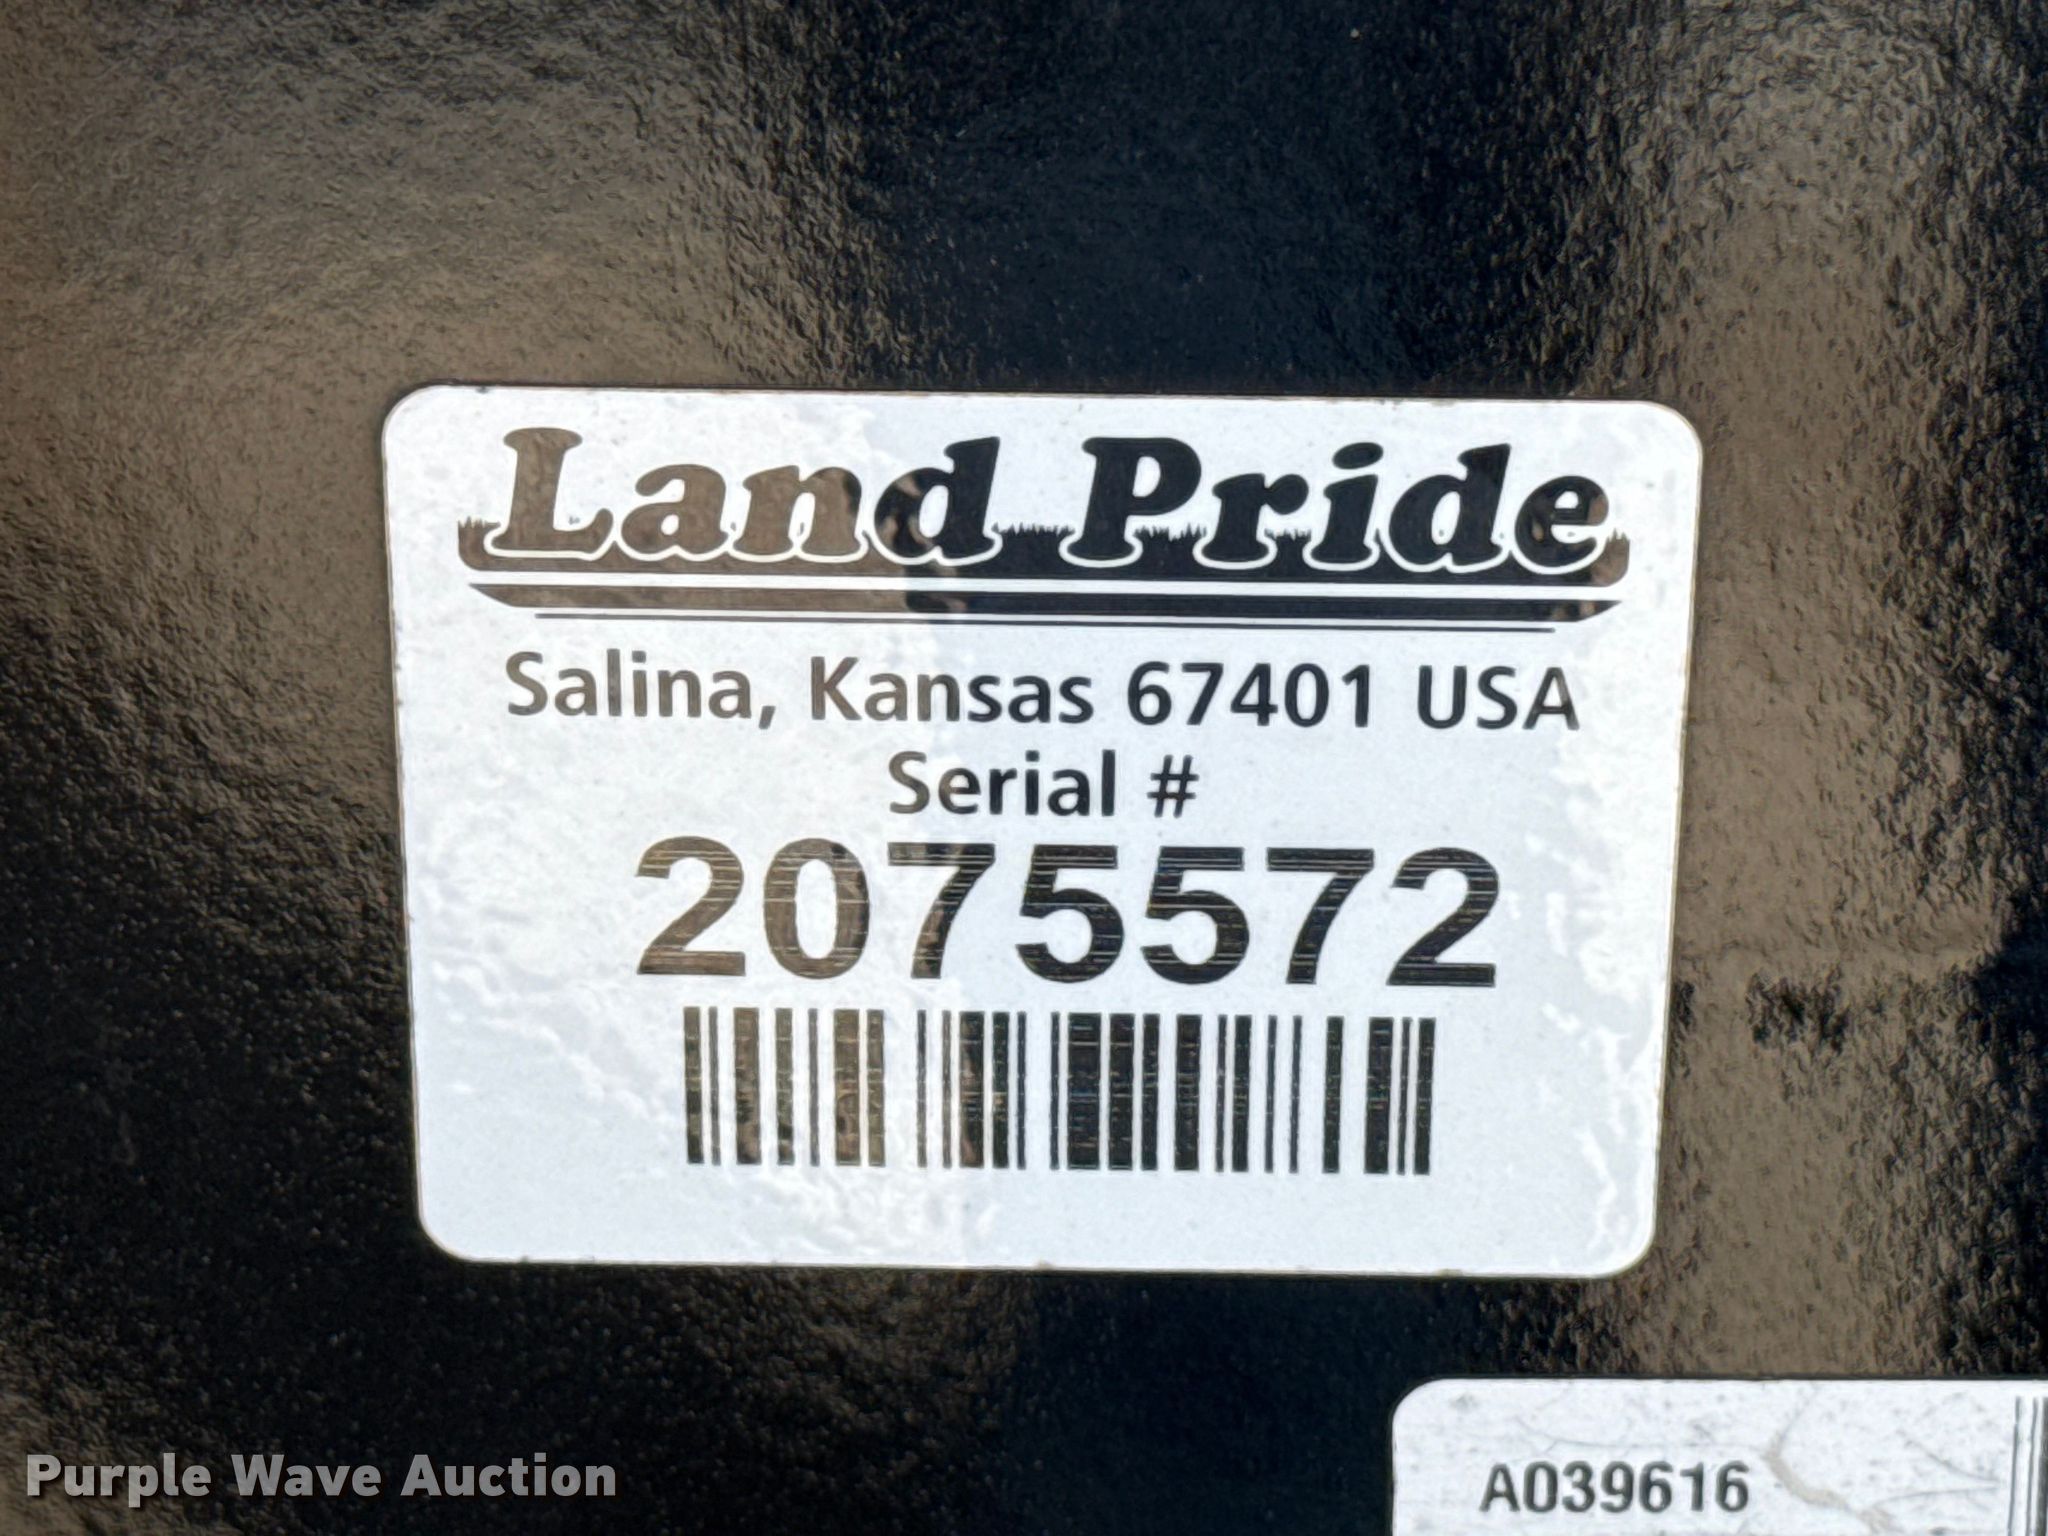 Land Pride
Salina, Kansas 67401 USA
Serial #
2075572
A039616
Purple Wave Auction